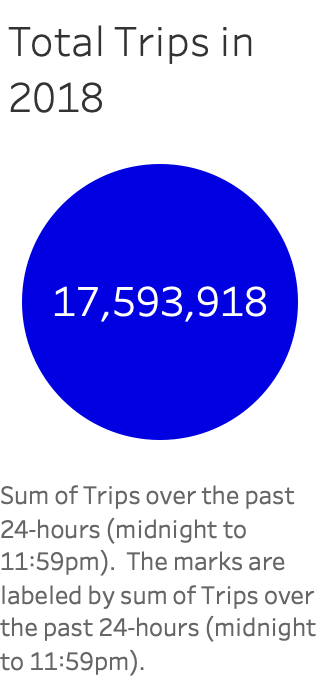 Total Trips in
2018
17,593,918
Sum of Trips over the past
24-hours (midnight to
11:59pm).  The marks are
labeled by sum of Trips over
the past 24-hours (midnight
to 11:59pm).